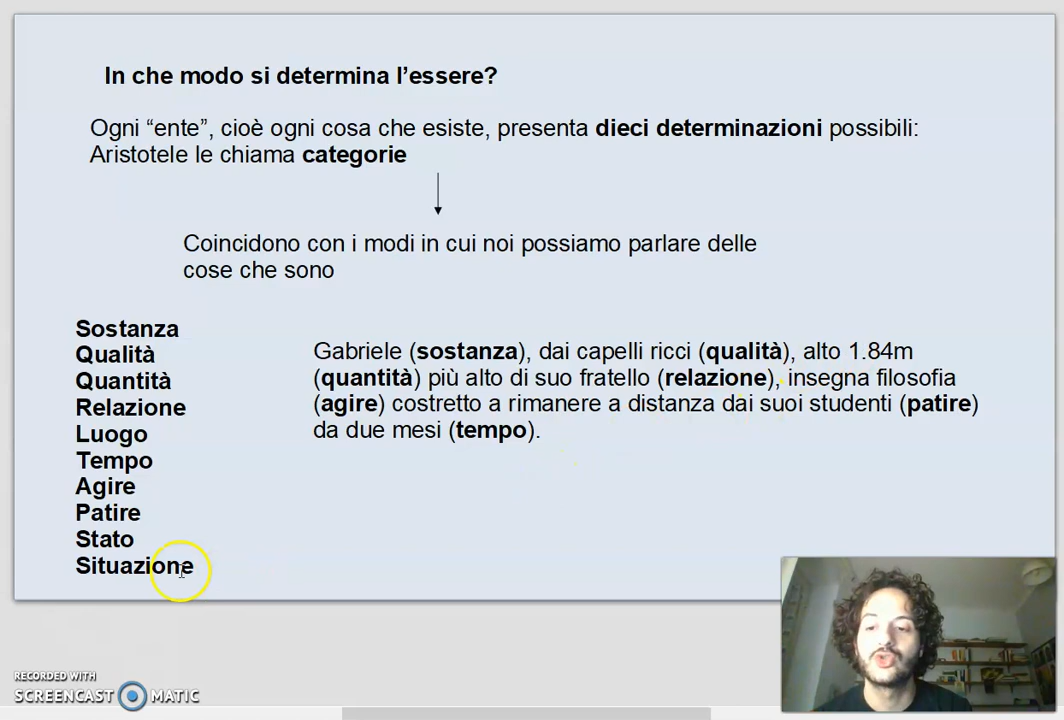 In che modo si determina l’essere?
Ogni “ente”, cioè ogni cosa che esiste, presenta dieci determinazioni possibili:
Aristotele le chiama categorie
Coincidono con i modi in cui noi possiamo parlare delle
cose che sono
Sostanza
Qualità
Quantità
Relazione
Luogo
Tempo
Agire
Patire
Stato
Situazione
Gabriele (sostanza), dai capelli ricci (qualità), alto 1.84m
(quantità) più alto di suo fratello (relazione), insegna filosofia
(agire) costretto a rimanere a distanza dai suoi studenti (patire)
da due mesi (tempo).
RECORDED WITH
SCREENCAST MATIC